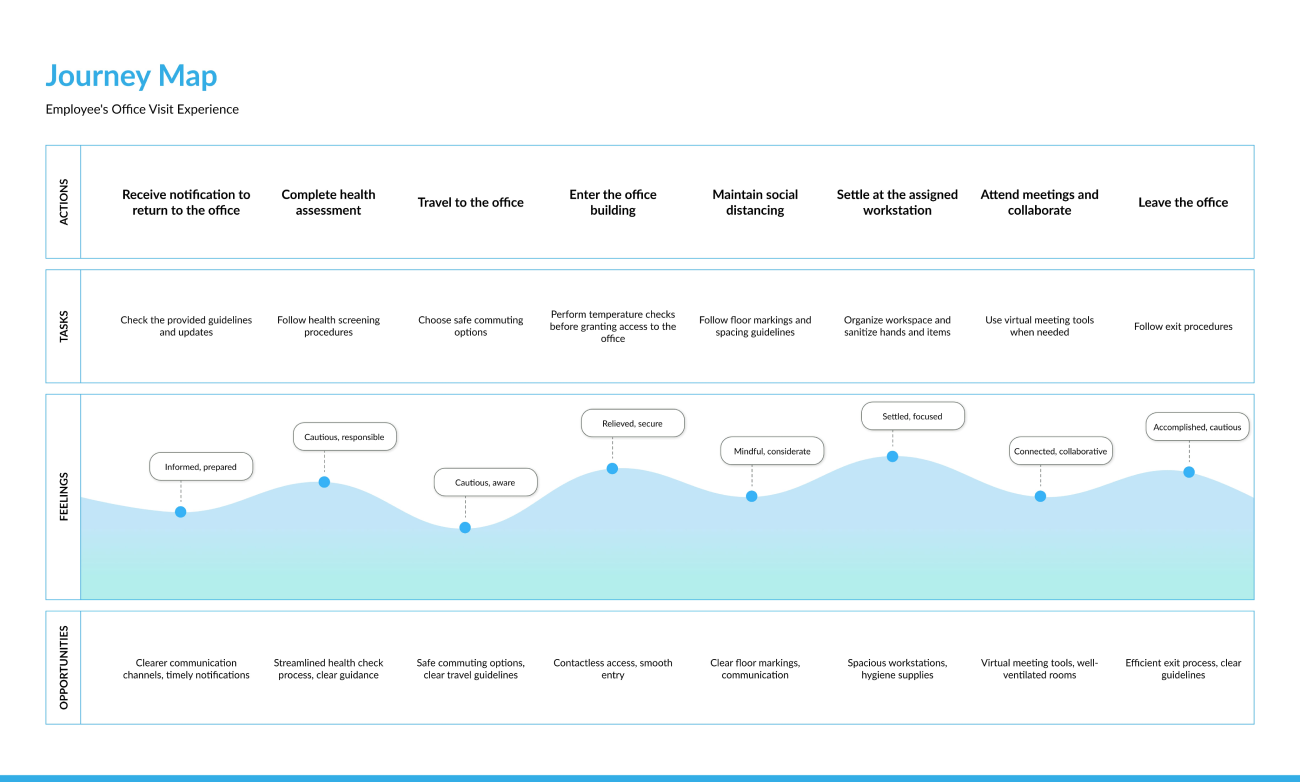 Journey Map
Employee's Office Visit Experience
ACTIONS
Receive notification to
return to the office
Complete health
assessment
Travel to the office
Enter the office
building
Maintain social
distancing
Settle at the assigned
workstation
Attend meetings and
collaborate
Leave the office
TASKS
Check the provided guidelines
and updates
Follow health screening
procedures
Choose safe commuting
options
Perform temperature checks
before granting access to the
office
Follow floor markings and
spacing guidelines
Organize workspace and
sanitize hands and items
Use virtual meeting tools
when needed
Follow exit procedures
FEELINGS
Informed, prepared
Cautious, responsible
Cautious, aware
Relieved, secure
Mindful, considerate
Settled, focused
Connected, collaborative
Accomplished, cautious
OPPORTUNITIES
Clearer communication
channels, timely notifications
Streamlined health check
process, clear guidance
Safe commuting options,
clear travel guidelines
Contactless access, smooth
entry
Clear floor markings,
communication
Spacious workstations,
hygiene supplies
Virtual meeting tools, well-
ventilated rooms
Efficient exit process, clear
guidelines